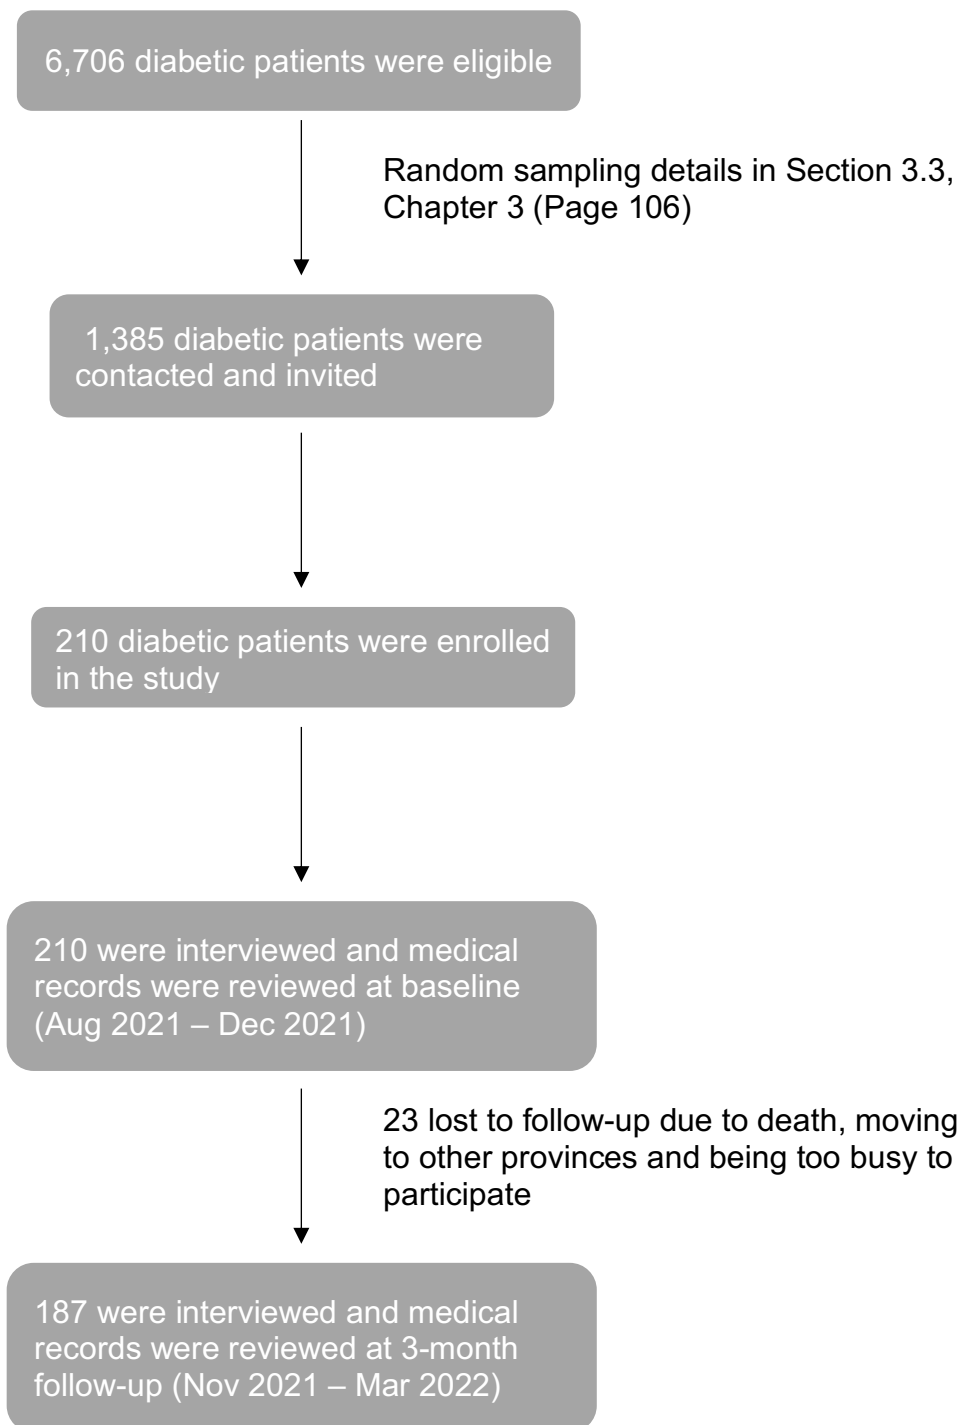 6,706 diabetic patients were eligible
Random sampling details in Section 3.3,
Chapter 3 (Page 106)
1,385 diabetic patients were
contacted and invited
210 diabetic patients were enrolled
in the study
210 were interviewed and medical
records were reviewed at baseline
(Aug 2021 – Dec 2021)
23 lost to follow-up due to death, moving
to other provinces and being too busy to
participate
187 were interviewed and medical
records were reviewed at 3-month
follow-up (Nov 2021 – Mar 2022)